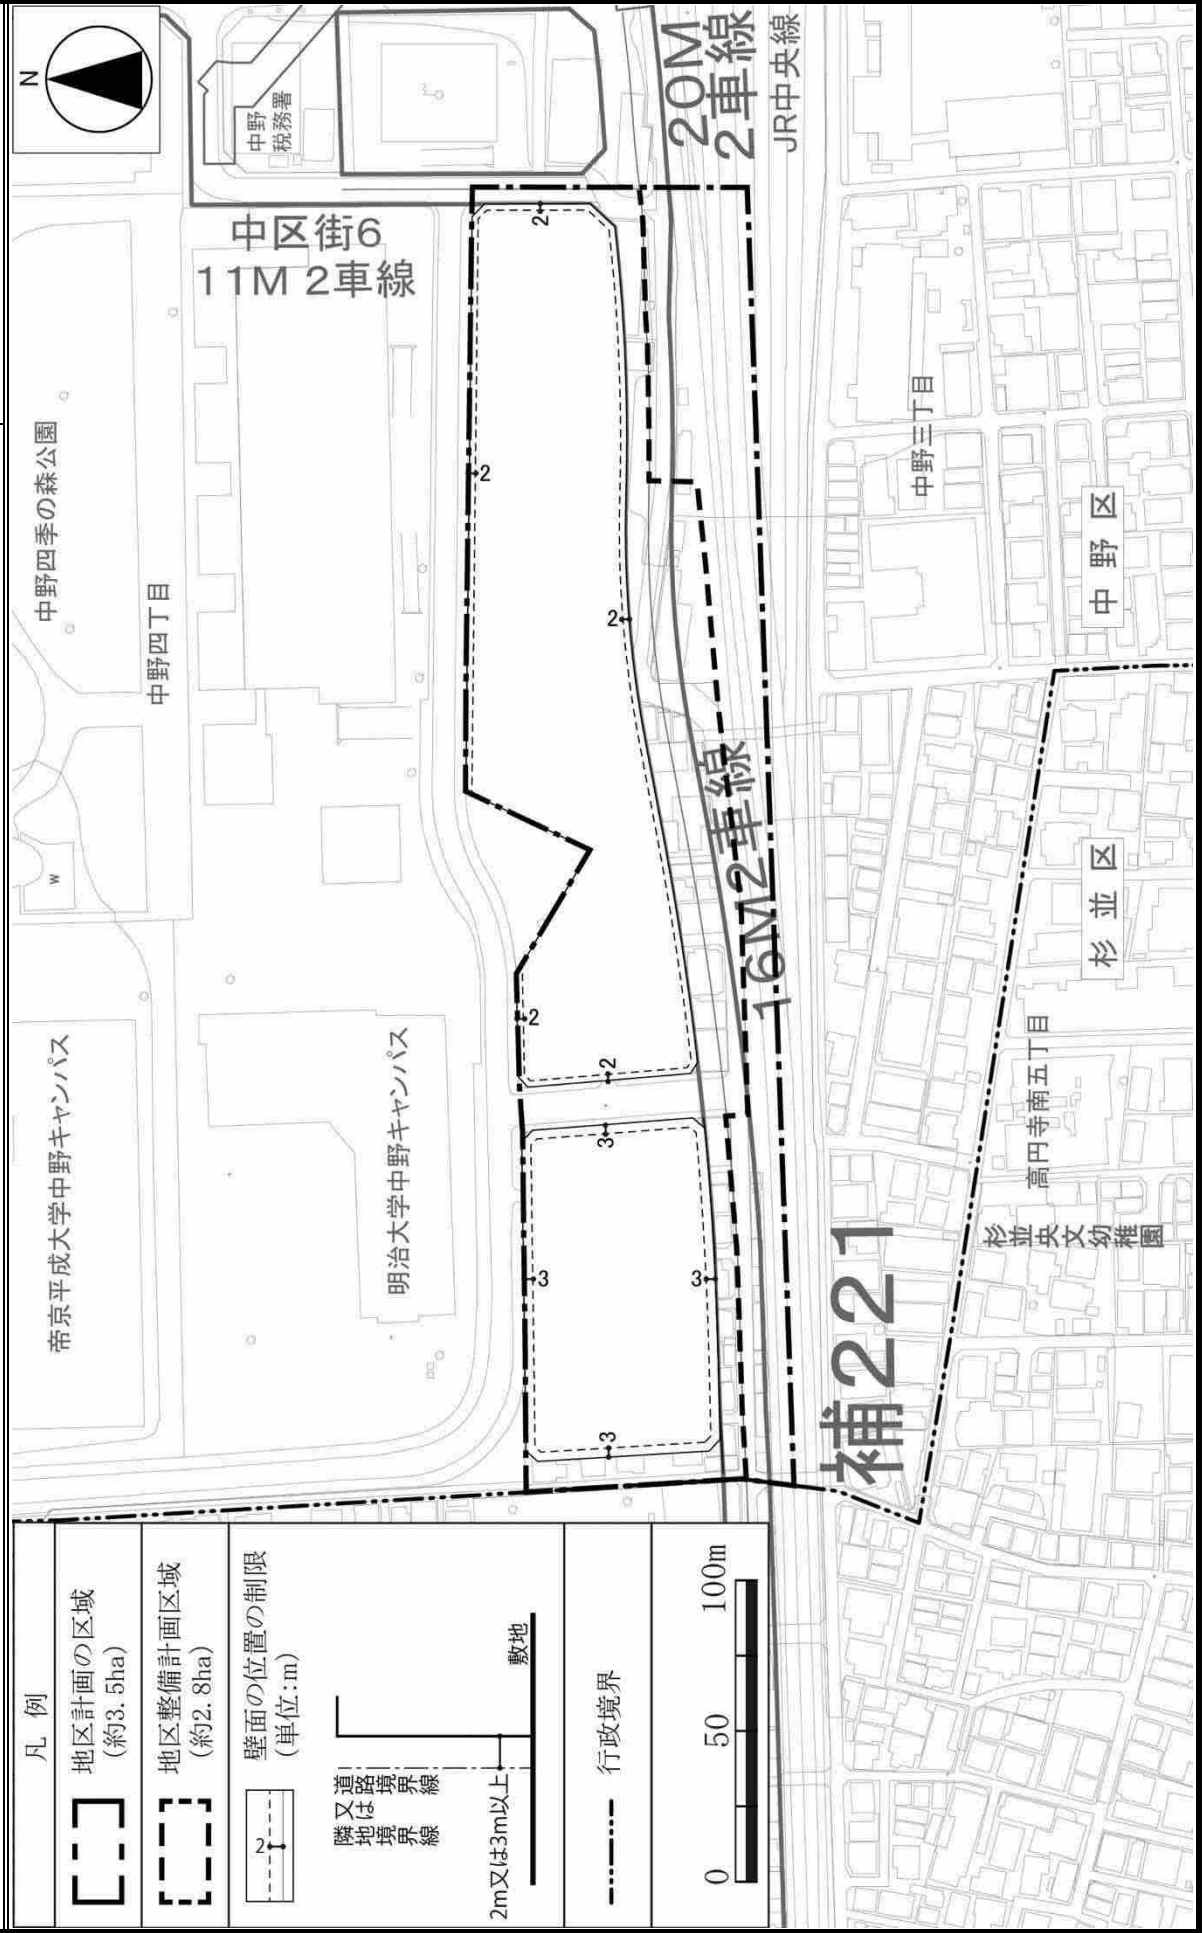 N
中野
税務署
中区街6
11M 2車線
20M
2車線
JR中央線
中野四季の森公園
中野四丁目
中野三丁目
中野区
杉並区
W
帝京平成大学中野キャンパス
明治大学中野キャンパス
16M2車線
高円寺南五丁目
杉並央文幼稚園
補221
2
2
2
2
2
3
3
3
3
凡 例
地区計画の区域
(約3.5ha)
地区整備計画区域
(約2.8ha)
壁面の位置の制限
(単位:m)
2
道路境界線
又は
隣地境界線
敷地
2m又は3m以上
行政境界
0 50 100m